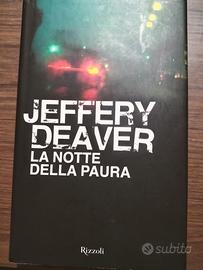 JEFFERY
DEAVER
LA NOTTE
DELLA PAURA
Rizzoli
subito